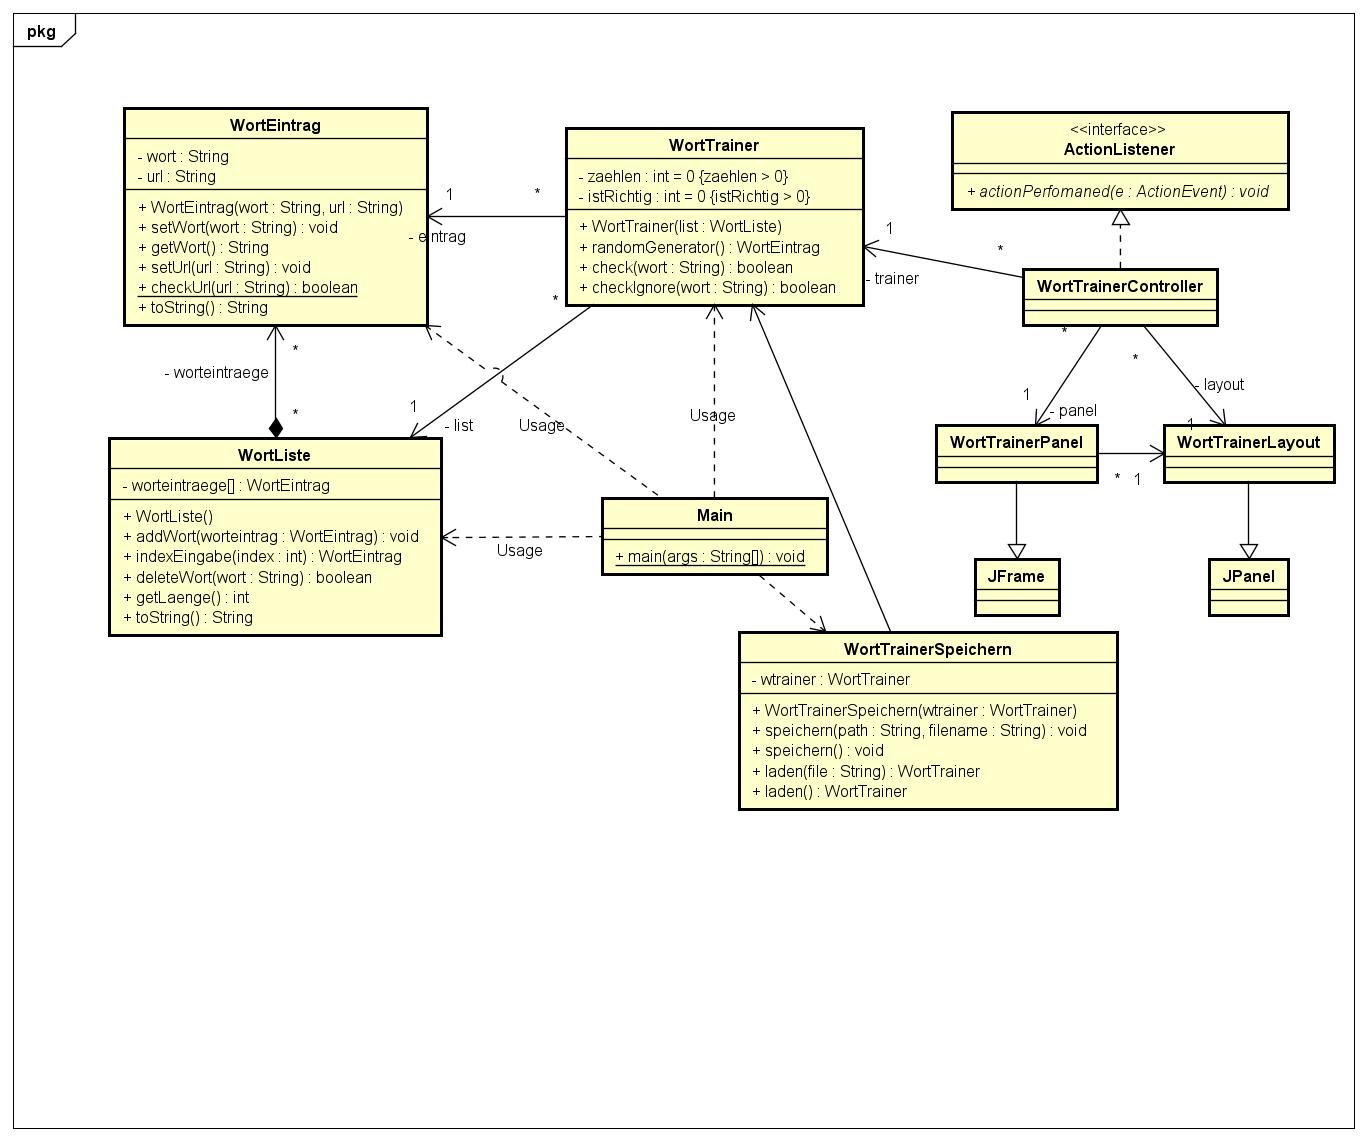 pkg
WortEintrag
- wort : String
- url : String
+ WortEintrag(wort : String, url : String)
+ setWort(wort : String) : void
+ getWort() : String
+ setUrl(url : String) : void
+ checkUrl(url : String) : boolean
+ toString() : String
1
*
- eintrag
WortTrainer
- zaehlen : int = 0 {zaehlen > 0}
- istRichtig : int = 0 {istRichtig > 0}
+ WortTrainer(list : WortListe)
+ randomGenerator() : WortEintrag
+ check(wort : String) : boolean
+ checkIgnore(wort : String) : boolean
<<interface>>
ActionListener
+ actionPerfomaned(e : ActionEvent) : void
1
*
- trainer
WortTrainerController
*
- worteintraege
*
*
1
- list
Usage
Usage
*
1
- panel
*
- layout
1
WortTrainerPanel
* 1
WortTrainerLayout
JFrame
JPanel
WortListe
- worteintraege[] : WortEintrag
+ WortListe()
+ addWort(worteintrag : WortEintrag) : void
+ indexEingabe(index : int) : WortEintrag
+ deleteWort(wort : String) : boolean
+ getLaenge() : int
+ toString() : String
Usage
Main
+ main(args : String[]) : void
WortTrainerSpeichern
- wtrainer : WortTrainer
+ WortTrainerSpeichern(wtrainer : WortTrainer)
+ speichern(path : String, filename : String) : void
+ speichern() : void
+ laden(file : String) : WortTrainer
+ laden() : WortTrainer